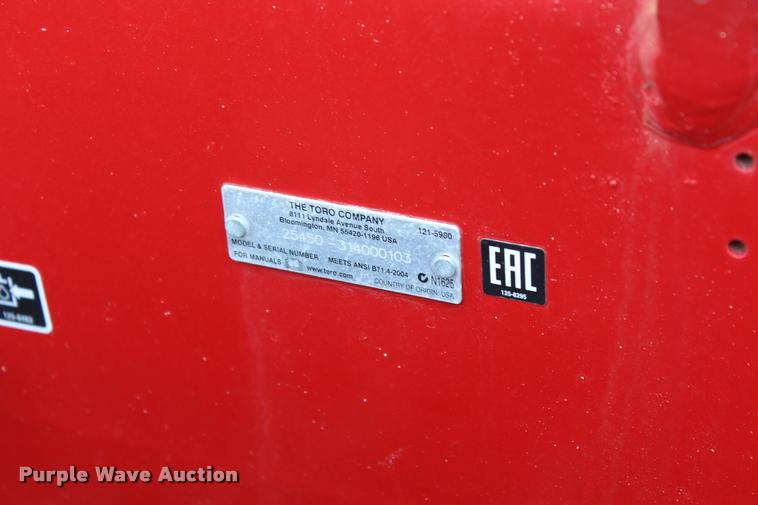 THE TORO COMPANY
8111 Lyndale Avenue South
Bloomington, MN 55420-1196 USA
121-5980
25450 -314000103
MODEL & SERIAL NUMBER
MEETS ANSI B71.4-2004
FOR MANUALS
www.toro.com
N1625
COUNTRY OF ORIGIN: USA
EAC
125-8295
Purple Wave Auction